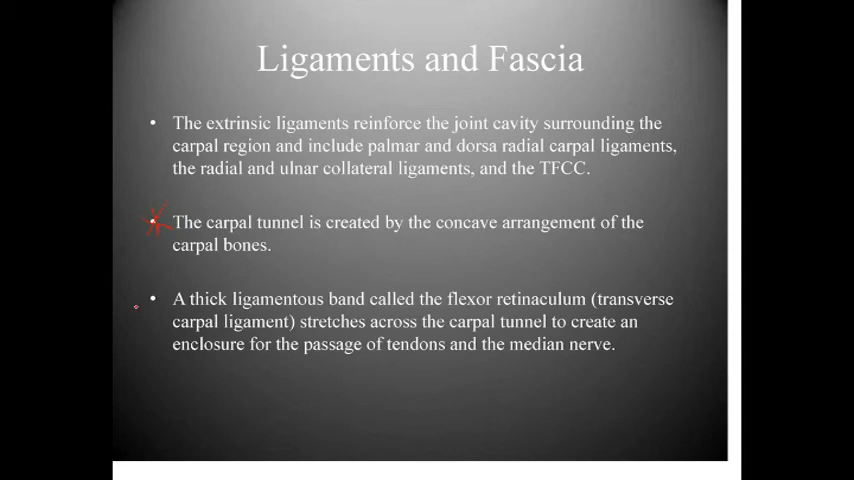 Ligaments and Fascia
• The extrinsic ligaments reinforce the joint cavity surrounding the
carpal region and include palmar and dorsa radial carpal ligaments,
the radial and ulnar collateral ligaments, and the TFCC.
• The carpal tunnel is created by the concave arrangement of the
carpal bones.
• A thick ligamentous band called the flexor retinaculum (transverse
carpal ligament) stretches across the carpal tunnel to create an
enclosure for the passage of tendons and the median nerve.